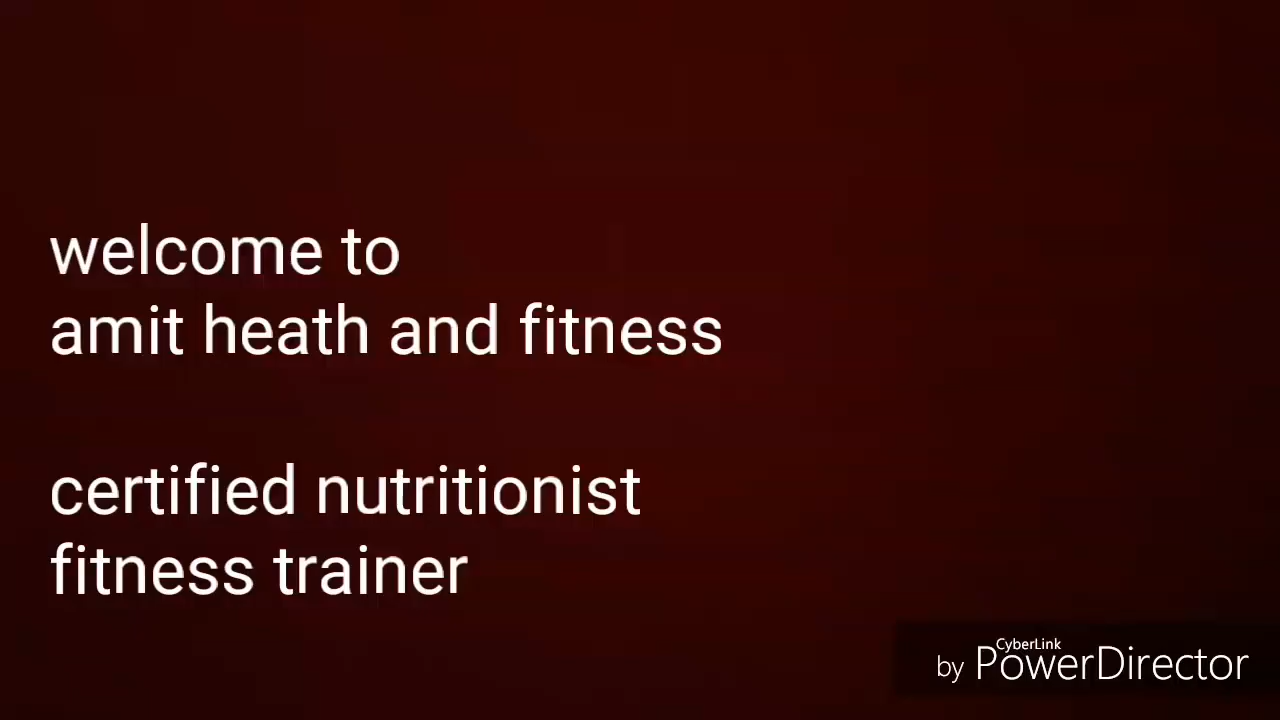 welcome to
amit heath and fitness
certified nutritionist
fitness trainer
CyberLink
by PowerDirector